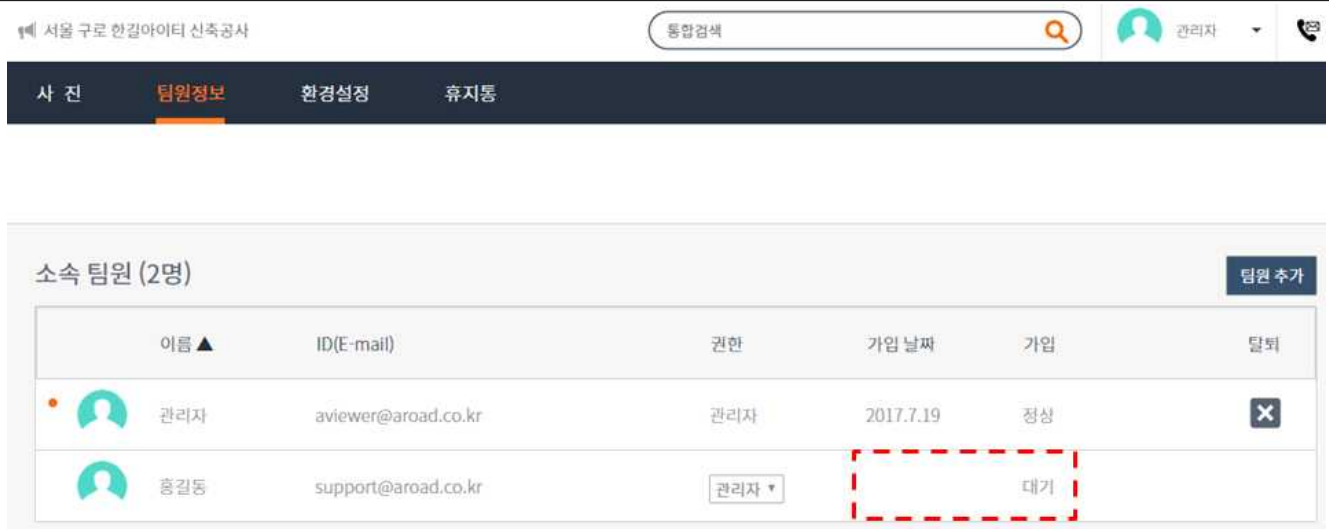 서울 구로 한길아이티 신축공사
통합검색
관리자
사 진 팀원정보 환경설정 휴지통
소속 팀원 (2명)
팀원 추가
이름▲ ID(E-mail) 권한 가입 날짜 가입 탈퇴
관리자 aviewer@aroad.co.kr 관리자 2017.7.19 정상
홍길동 support@aroad.co.kr 관리자 대기